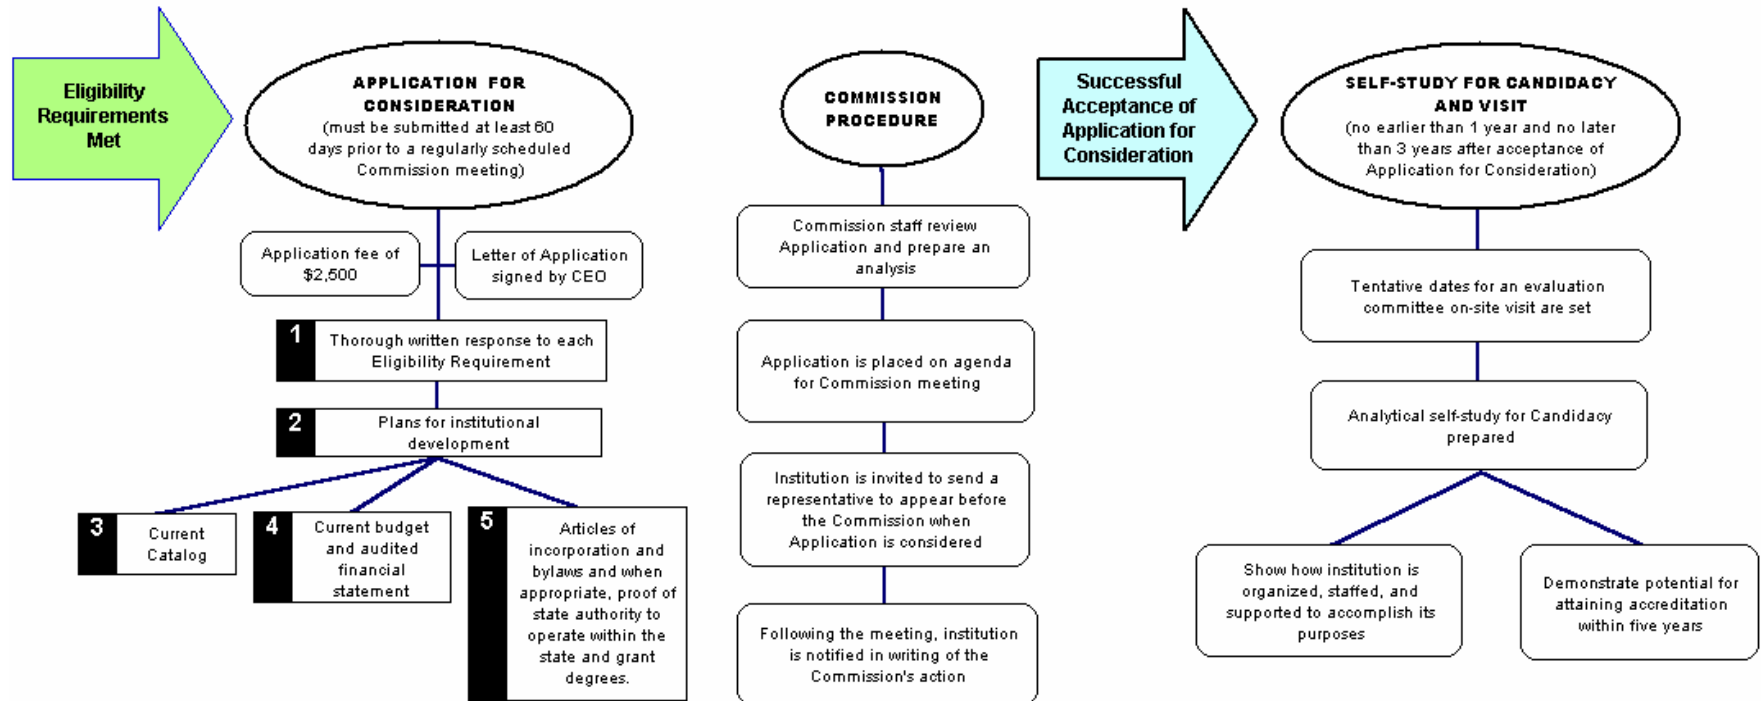 Eligibility
Requirements
Met
APPLICATION FOR
CONSIDERATION
(must be submitted at least 60
days prior to a regularly scheduled
Commission meeting)
Application fee of
$2,500
Letter of Application
signed by CEO
1
Thorough written response to each
Eligibility Requirement
2
Plans for institutional
development
3
Current
Catalog
4
Current budget
and audited
financial
statement
5
Articles of
incorporation and
bylaws and when
appropriate, proof of
state authority to
operate within the
state and grant
degrees.
COMMISSION
PROCEDURE
Commission staff review
Application and prepare an
analysis
Application is placed on agenda
for Commission meeting
Institution is invited to send a
representative to appear before
the Commission when
Application is considered
Following the meeting, institution
is notified in writing of the
Commission's action
Successful
Acceptance of
Application for
Consideration
SELF-STUDY FOR CANDIDACY
AND VISIT
(no earlier than 1 year and no later
than 3 years after acceptance of
Application for Consideration)
Tentative dates for an evaluation
committee on-site visit are set
Analytical self-study for Candidacy
prepared
Show how institution is
organized, staffed, and
supported to accomplish its
purposes
Demonstrate potential for
attaining accreditation
within five years